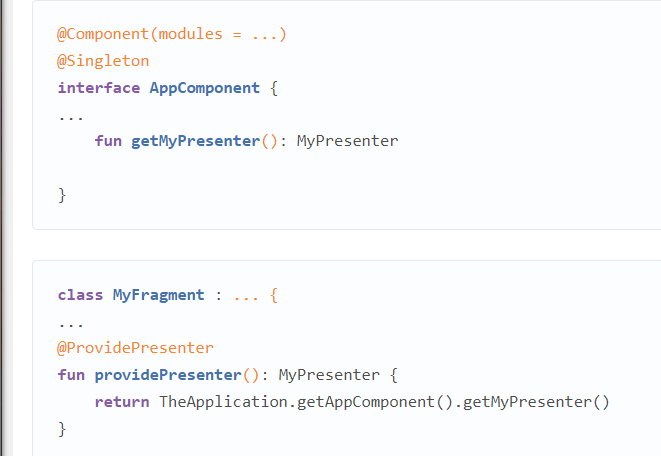 @Component(modules = ...)
@Singleton
interface AppComponent {
...
    fun getMyPresenter(): MyPresenter
}
class MyFragment : ... {
...
@ProvidePresenter
fun providePresenter(): MyPresenter {
    return TheApplication.getAppComponent().getMyPresenter()
}